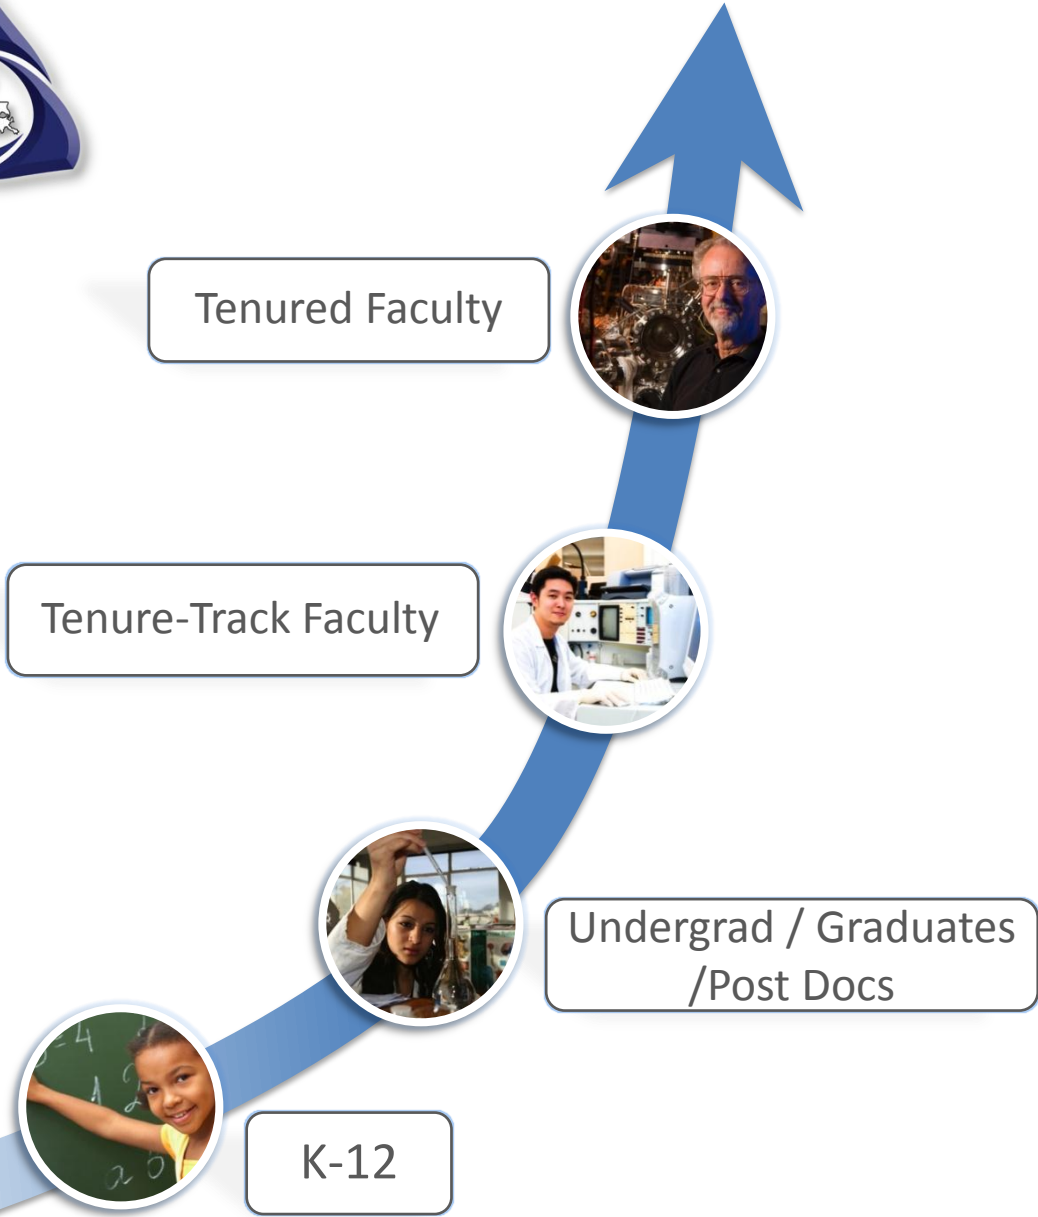 Tenured Faculty
Tenure-Track Faculty
Undergrad / Graduates
/Post Docs
K-12